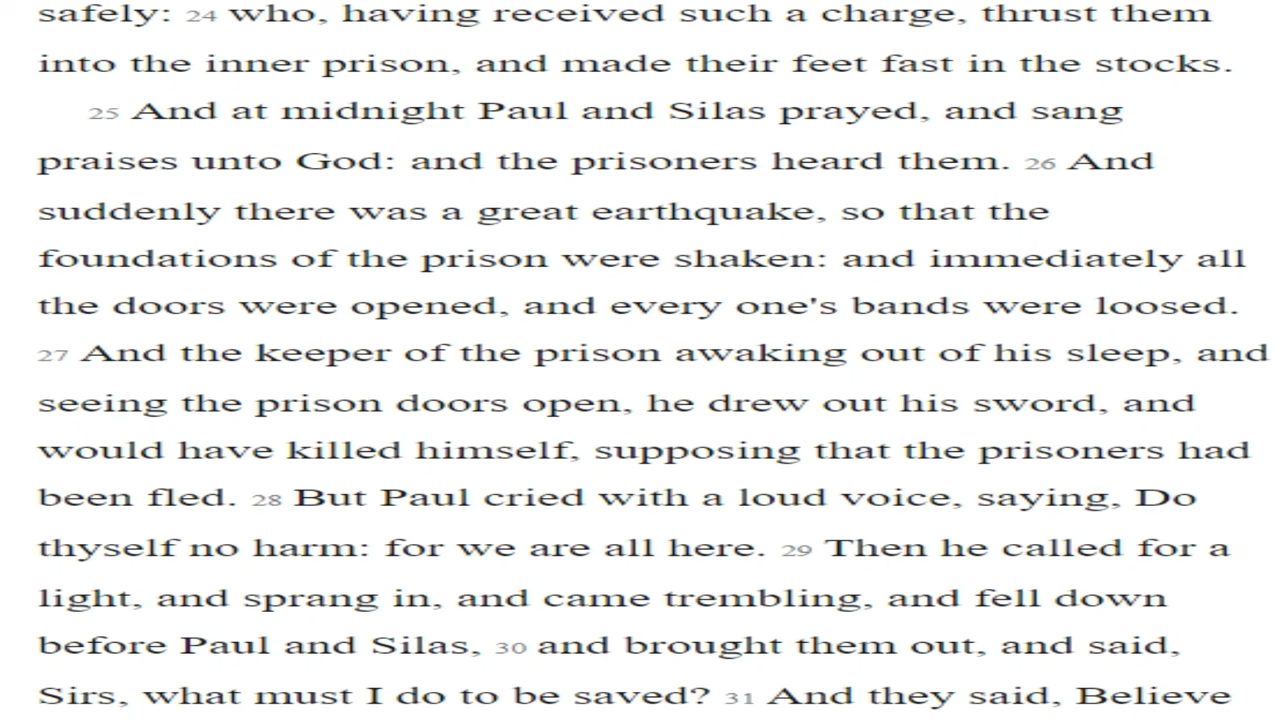 safely: 24 who, having received such a charge, thrust them
into the inner prison, and made their feet fast in the stocks.
25 And at midnight Paul and Silas prayed, and sang
praises unto God: and the prisoners heard them. 26 And
suddenly there was a great earthquake, so that the
foundations of the prison were shaken: and immediately all
the doors were opened, and every one's bands were loosed.
27 And the keeper of the prison awaking out of his sleep, and
seeing the prison doors open, he drew out his sword, and
would have killed himself, supposing that the prisoners had
been fled. 28 But Paul cried with a loud voice, saying, Do
thyself no harm: for we are all here. 29 Then he called for a
light, and sprang in, and came trembling, and fell down
before Paul and Silas, 30 and brought them out, and said,
Sirs, what must I do to be saved? 31 And they said, Believe